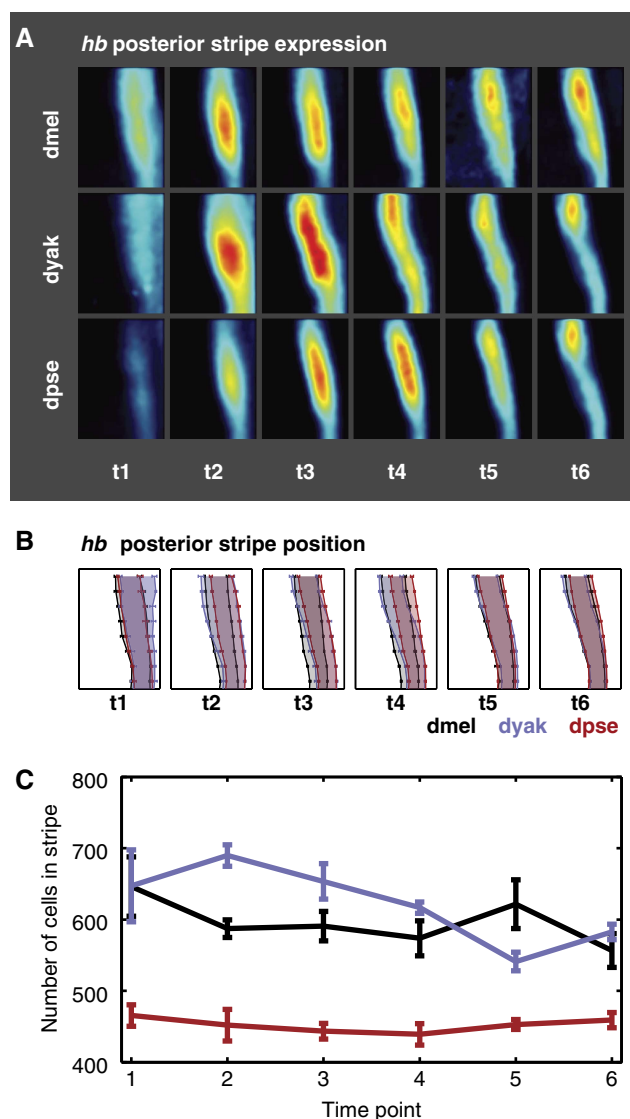 A hb posterior stripe expression
dmel
dyak
dpse
t1 t2 t3 t4 t5 t6
B hb posterior stripe position
t1 t2 t3 t4 t5 t6
dmel dyak dpse
C
800
700
600
500
400
Number of cells in stripe
1 2 3 4 5 6
Time point